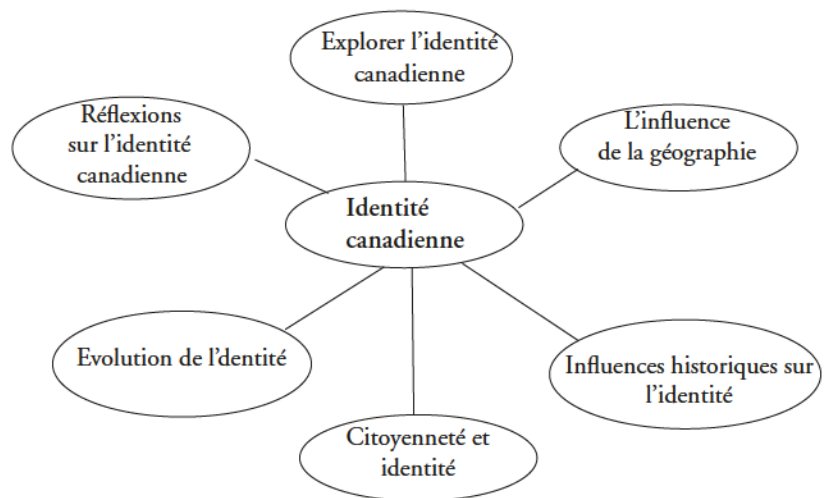 Explorer l'identité
canadienne
Réflexions
sur l'identité
canadienne
L'influence
de la géographie
Identité
canadienne
Evolution de l'dentité
Influences historiques sur
l'identité
Citoyenneté et
identité